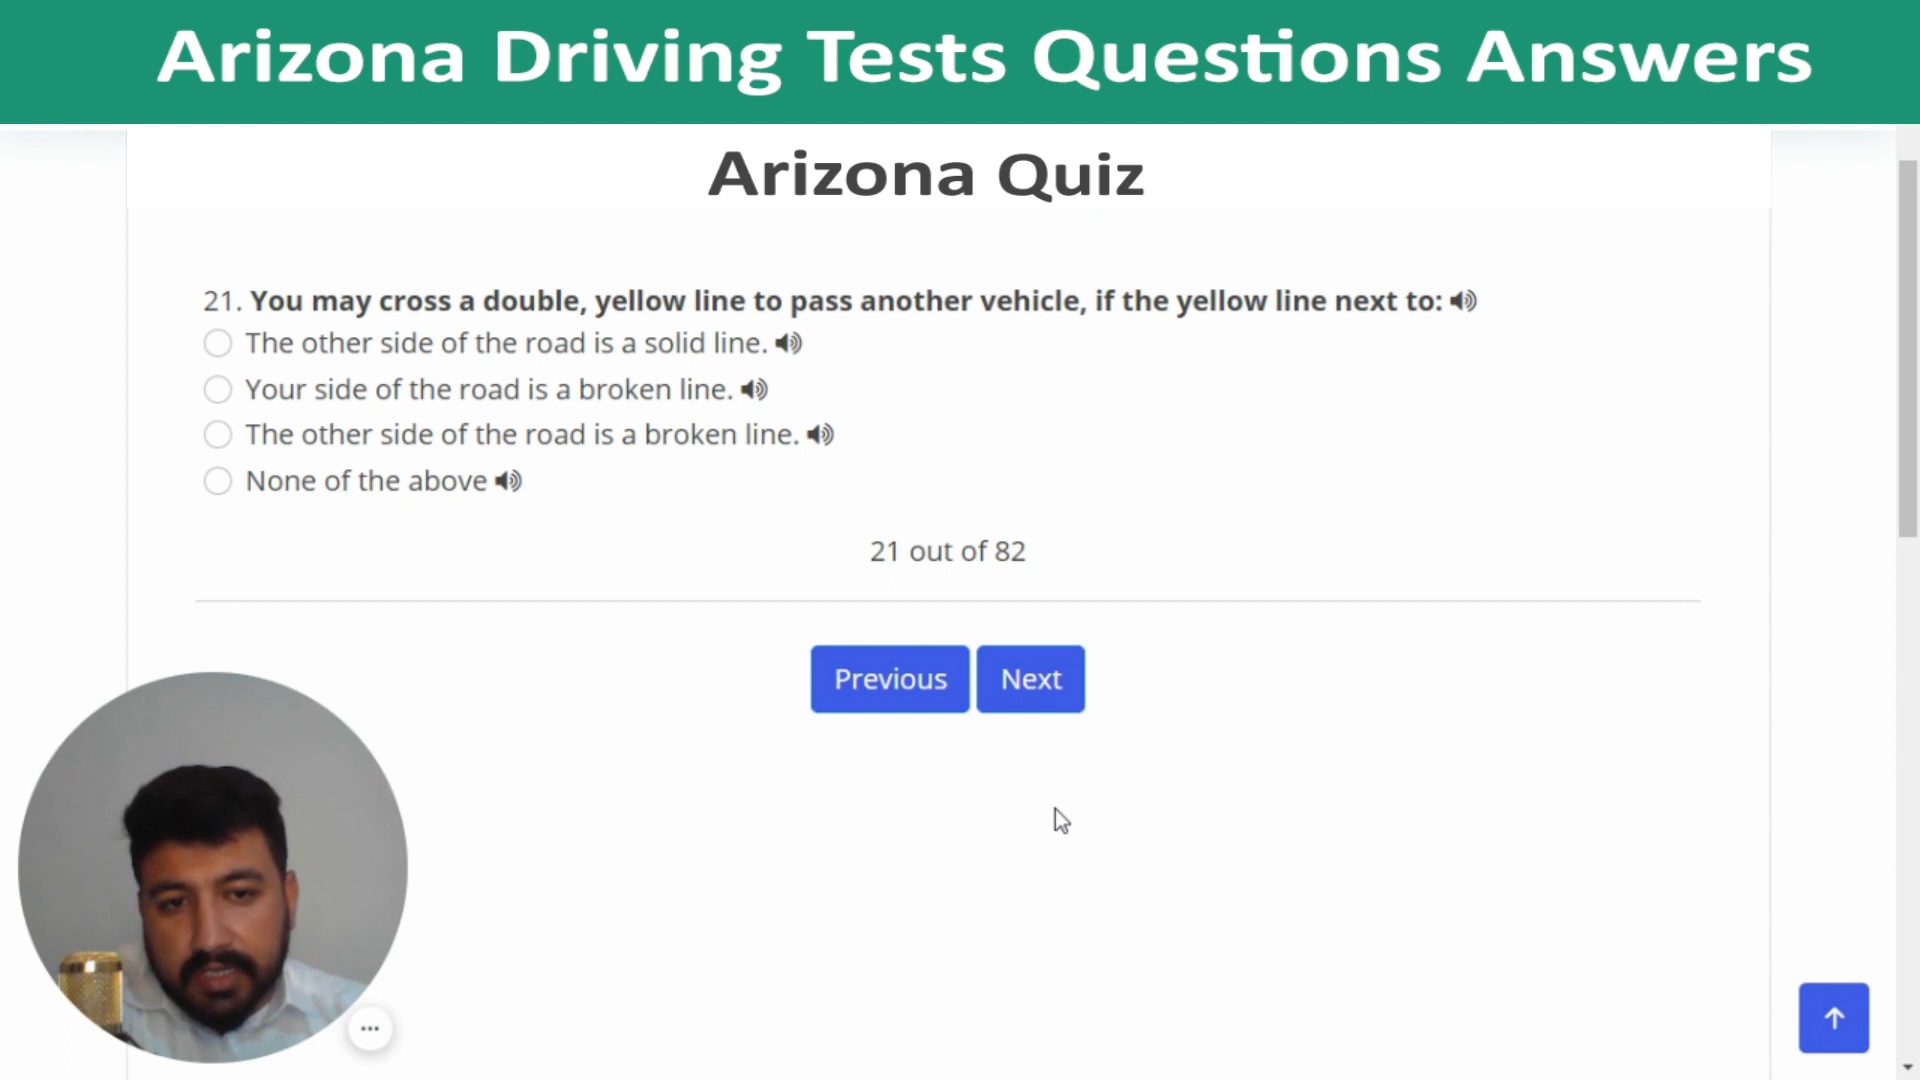 Arizona Driving Tests Questions Answers
Arizona Quiz
21. You may cross a double, yellow line to pass another vehicle, if the yellow line next to:
The other side of the road is a solid line.
Your side of the road is a broken line.
The other side of the road is a broken line.
None of the above
21 out of 82
Previous Next